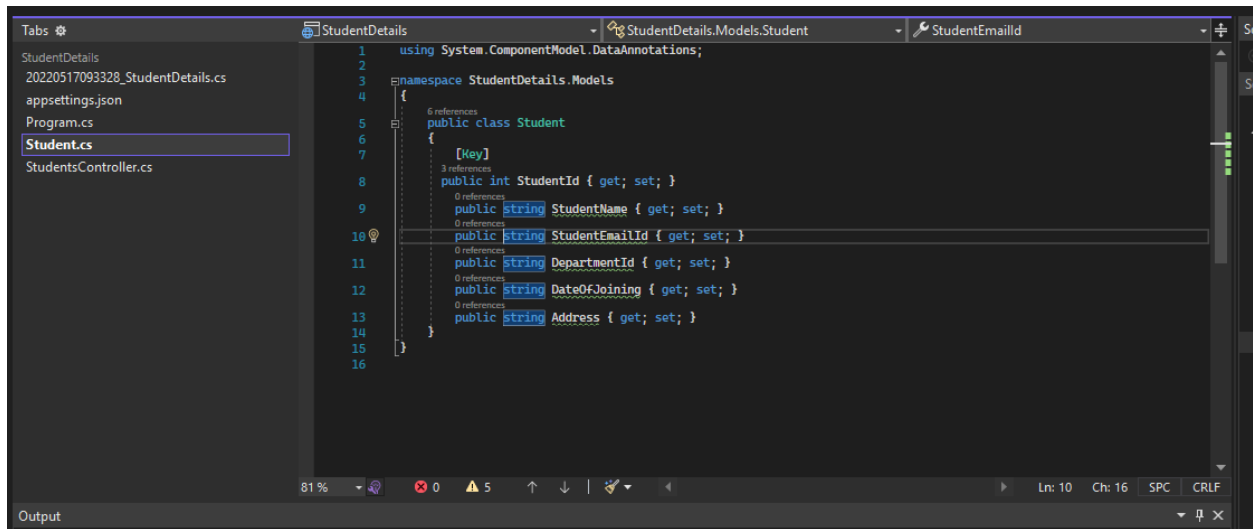 Tabs
StudentDetails
20220517093328_StudentDetails.cs
appsettings.json
Program.cs
Student.cs
StudentsController.cs
StudentDetails StudentDetails.Models.Student StudentEmailId
1 using System.ComponentModel.DataAnnotations;
2
3 namespace StudentDetails.Models
4 {
6 references
5 public class Student
6 {
7 [Key]
3 references
8 public int StudentId { get; set; }
0 references
9 public string StudentName { get; set; }
0 references
10 public string StudentEmailId { get; set; }
0 references
11 public string DepartmentId { get; set; }
0 references
12 public string DateOfJoining { get; set; }
0 references
13 public string Address { get; set; }
14 }
15 }
16
81 % 0 5 Ln: 10 Ch: 16 SPC CRLF
Output